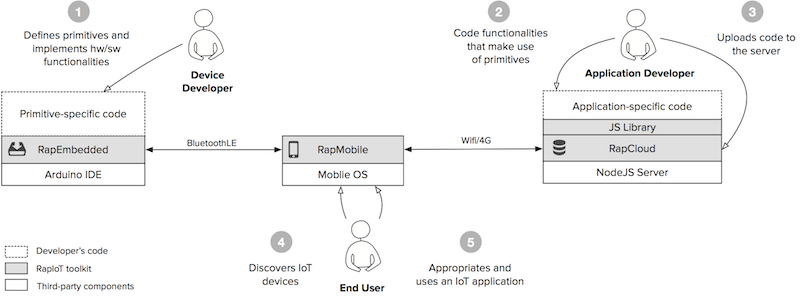 1
Defines primitives and
implements hw/sw
functionalities
Device
Developer
2
Code functionalities
that make use
of primitives
Application Developer
3
Uploads code to
the server
Primitive-specific code
RapEmbedded
Arduino IDE
BluetoothLE
RapMobile
Moblie OS
Wifi/4G
Application-specific code
JS Library
RapCloud
NodeJS Server
4
Discovers IoT
devices
End User
5
Appropriates and
uses an IoT application
Developer's code
RapIoT toolkit
Third-party components